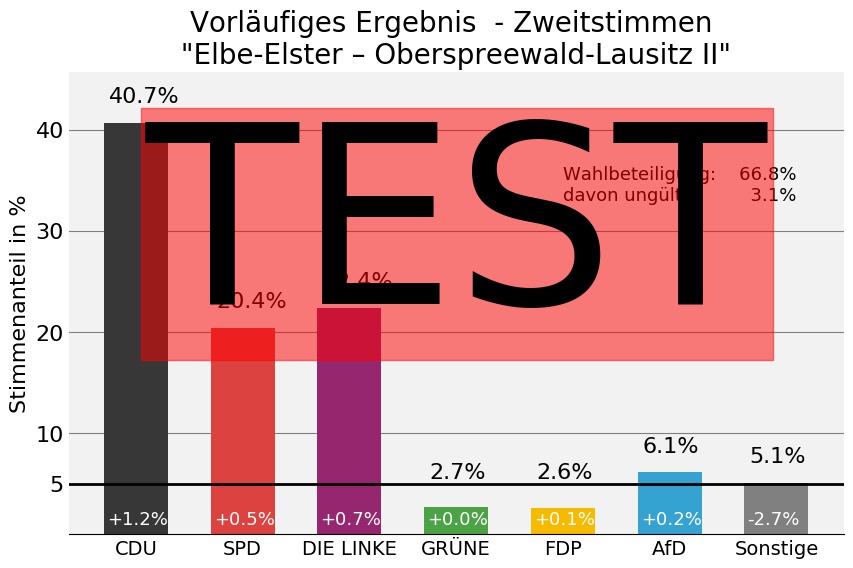 Vorläufiges Ergebnis - Zweitstimmen
"Elbe-Elster – Oberspreewald-Lausitz II"
Stimmenanteil in %
40
30
20
10
5
TEST
Wahlbeteiligung: 66.8%
davon 3.1%
40.7%
20.4%
2.7%
2.6%
6.1%
5.1%
+1.2%
+0.5%
+0.7%
+0.0%
+0.1%
+0.2%
-2.7%
CDU
SPD
DIE LINKE
GRÜNE
FDP
AfD
Sonstige